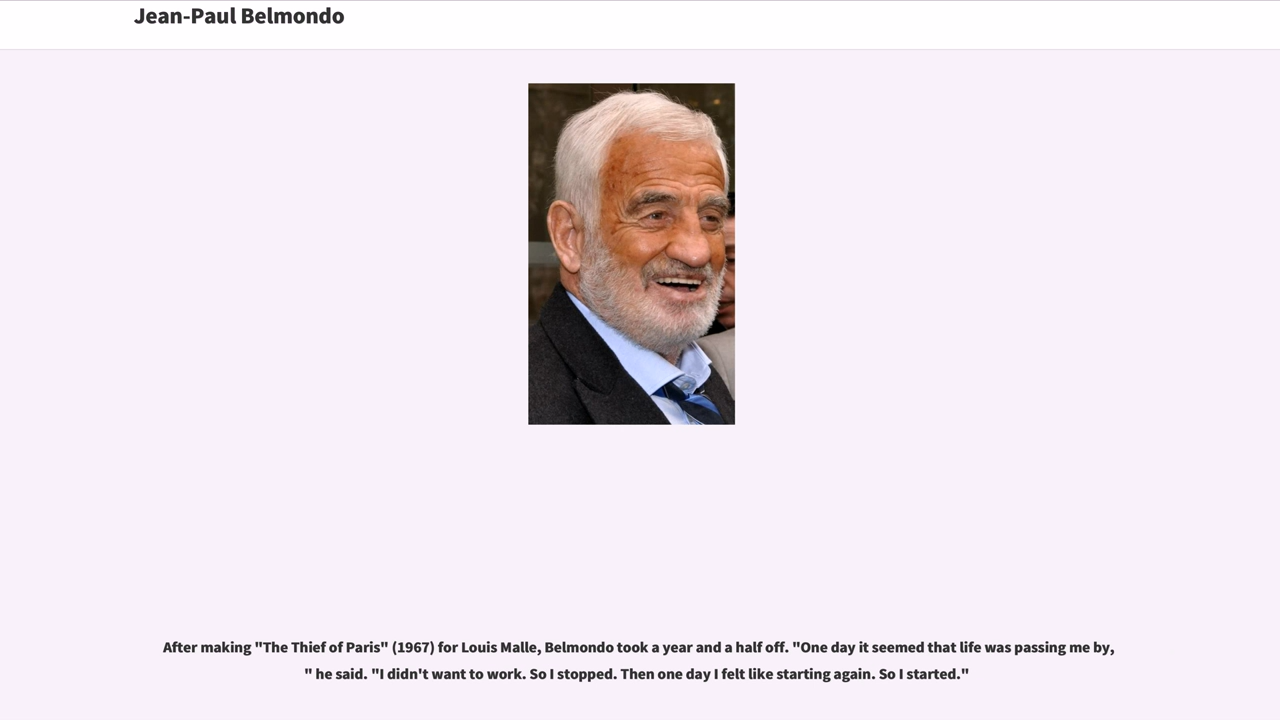 Jean-Paul Belmondo
After making "The Thief of Paris" (1967) for Louis Malle, Belmondo took a year and a half off. "One day it seemed that life was passing me by,
" he said. "I didn't want to work. So I stopped. Then one day I felt like starting again. So I started."